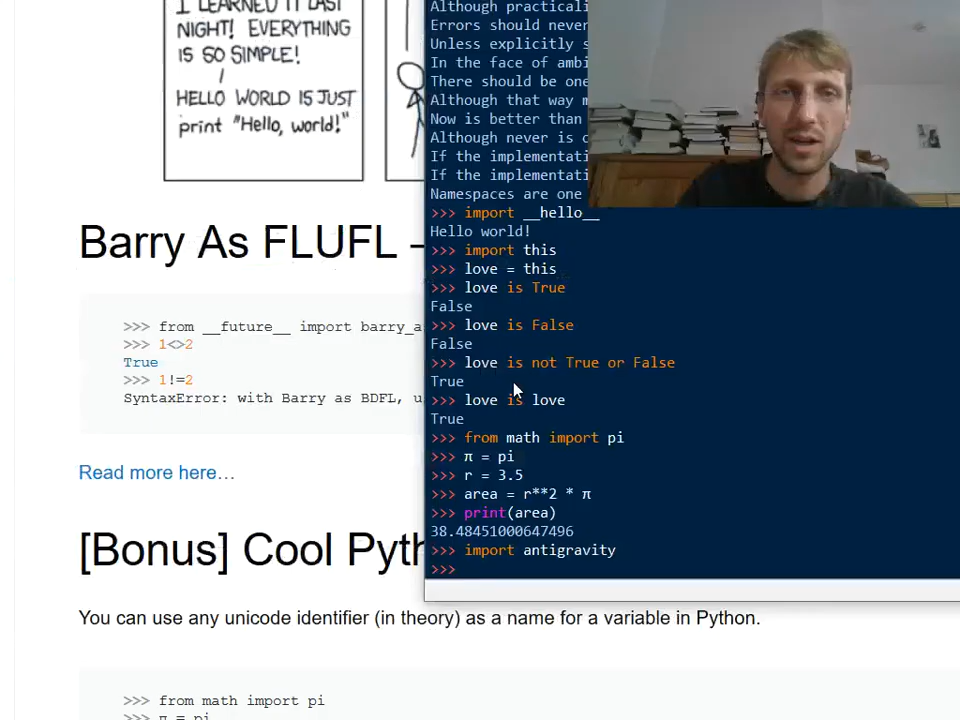 I LEARNED IT LAST
NIGHT! EVERYTHING
IS SO SIMPLE!
HELLO WORLD IS JUST
print "Hello, world!"
Barry As FLUFL -
>>> from __future__ import barry_a
>>> 1<>2
True
>>> 1!=2
SyntaxError: with Barry as BDFL, u
Read more here…
[Bonus] Cool Pyth
You can use any unicode identifier (in theory) as a name for a variable in Python.
>>> from math import pi
>>> π = pi
Although practicali
Errors should never
Unless explicitly s
In the face of ambi
There should be one
Although that way m
Now is better than
Although never is o
If the implementati
If the implementati
Namespaces are one
>>> import __hello__
Hello world!
>>> import this
>>> love = this
>>> love is True
False
>>> love is False
False
>>> love is not True or False
True
>>> love is love
True
>>> from math import pi
>>> π = pi
>>> r = 3.5
>>> area = r**2 * π
>>> print(area)
38.48451000647496
>>> import antigravity
>>>